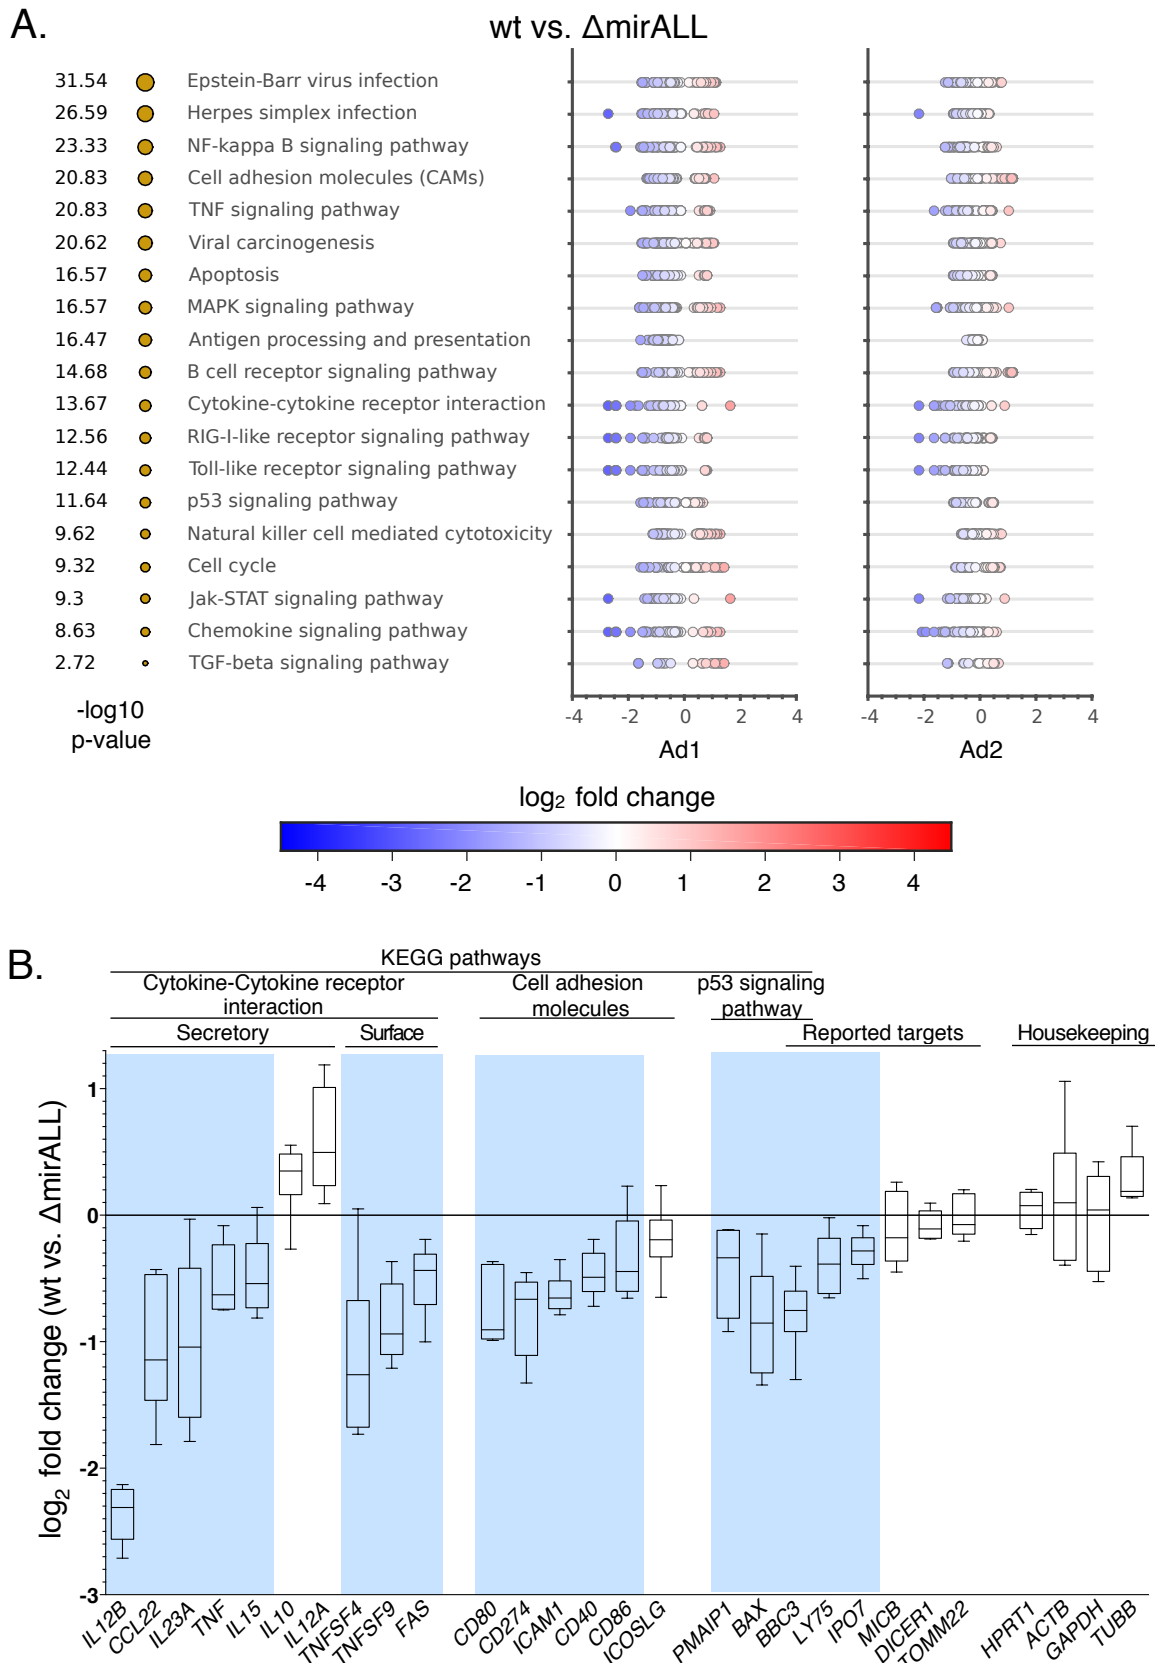 A.
wt vs. ΔmirALL
31.54 Epstein-Barr virus infection
26.59 Herpes simplex infection
23.33 NF-kappa B signaling pathway
20.83 Cell adhesion molecules (CAMs)
20.83 TNF signaling pathway
20.62 Viral carcinogenesis
16.57 Apoptosis
16.57 MAPK signaling pathway
16.47 Antigen processing and presentation
14.68 B cell receptor signaling pathway
13.67 Cytokine-cytokine receptor interaction
12.56 RIG-I-like receptor signaling pathway
12.44 Toll-like receptor signaling pathway
11.64 p53 signaling pathway
9.62 Natural killer cell mediated cytotoxicity
9.32 Cell cycle
9.3 Jak-STAT signaling pathway
8.63 Chemokine signaling pathway
2.72 TGF-beta signaling pathway
-log10
p-value
-4 -2 0 2 4 -4 -2 0 2 4
Ad1 Ad2
log₂ fold change
-4 -3 -2 -1 0 1 2 3 4
B.
KEGG pathways
Cytokine-Cytokine receptor
interaction
Cell adhesion
molecules
p53 signaling
pathway
Secretory Surface Reported targets Housekeeping
log₂ fold change (wt vs. ΔmirALL)
1
0
-1
-2
-3
IL12B CCL22 IL23A TNF IL15 IL10 IL12A TNFSF4 TNFSF9 FAS CD80 CD274 ICAM1 CD40 CD86 ICOSLG PMAIP1 BAX BBC3 LY75 IPO7 MICB DICER1 TOMM22 HPRT1 ACTB GAPDH TUBB